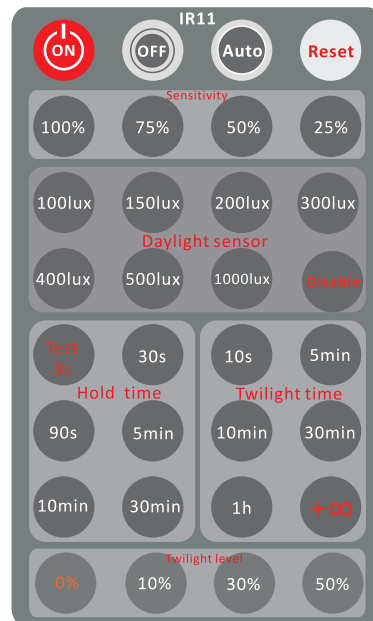 IR11
ON OFF Auto Reset
Sensitivity
100% 75% 50% 25%
100lux 150lux 200lux 300lux
Daylight sensor
400lux 500lux 1000lux Disable
Test 3s 30s 10s 5min
Hold time Twilight time
90s 5min 10min 30min
10min 30min 1h +∞
Twilight level
0% 10% 30% 50%